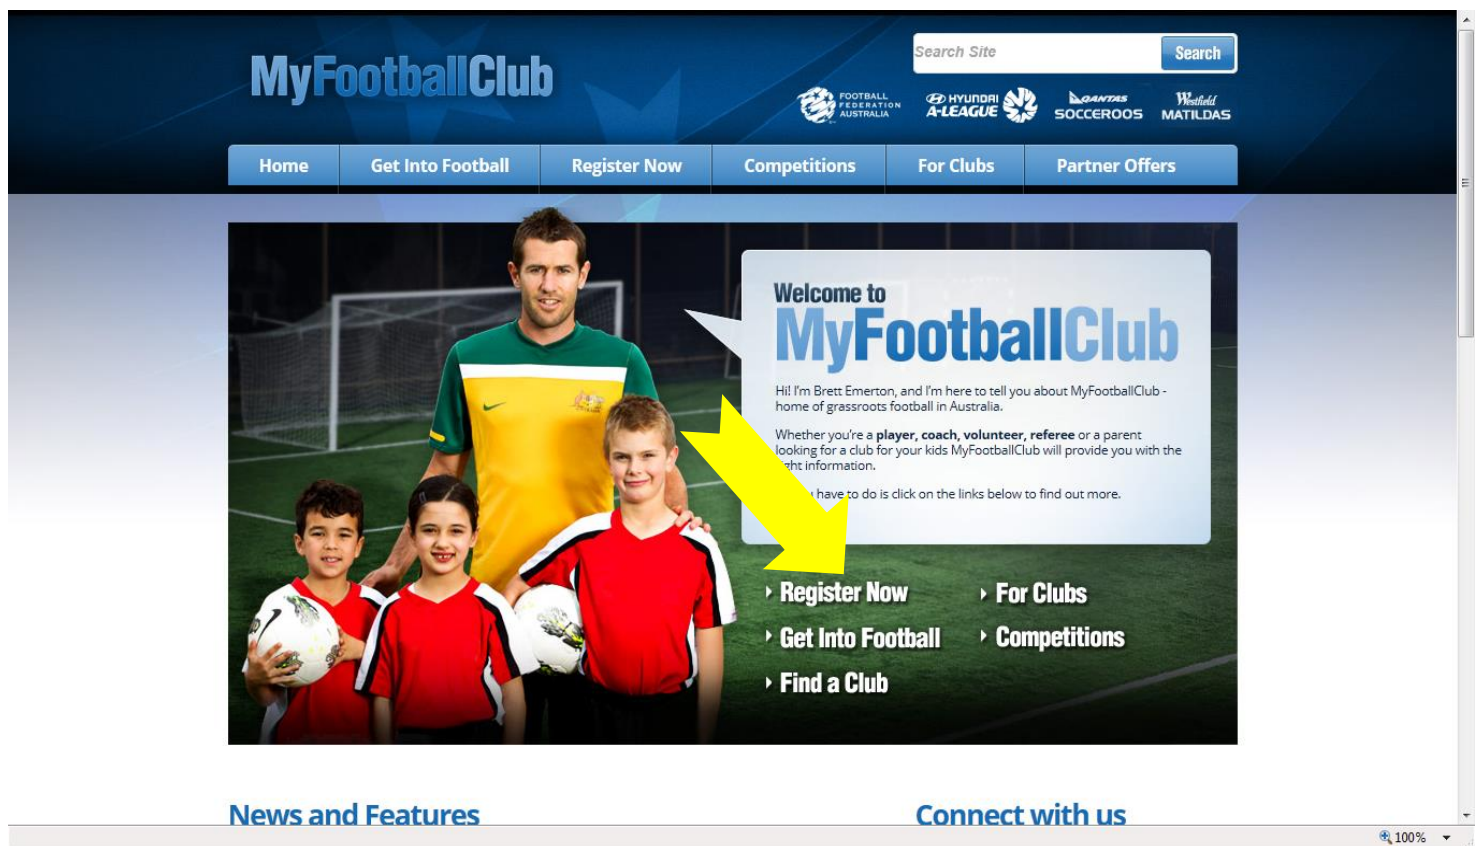 MyFootballClub
Search Site
Search
FOOTBALL
FEDERATION
AUSTRALIA
HYUNDAI
A-LEAGUE
QANTAS
SOCCEROOS
Westfield
MATILDAS
Home
Get Into Football
Register Now
Competitions
For Clubs
Partner Offers
Welcome to
MyFootballClub
Hi! I'm Brett Emerton, and I'm here to tell you about MyFootballClub -
home of grassroots football in Australia.
Whether you're a player, coach, volunteer, referee or a parent
looking for a club for your kids MyFootballClub will provide you with the
information.
have to do is click on the links below to find out more.
Register Now
For Clubs
Get Into Football
Competitions
Find a Club
News and Features
Connect with us
100%